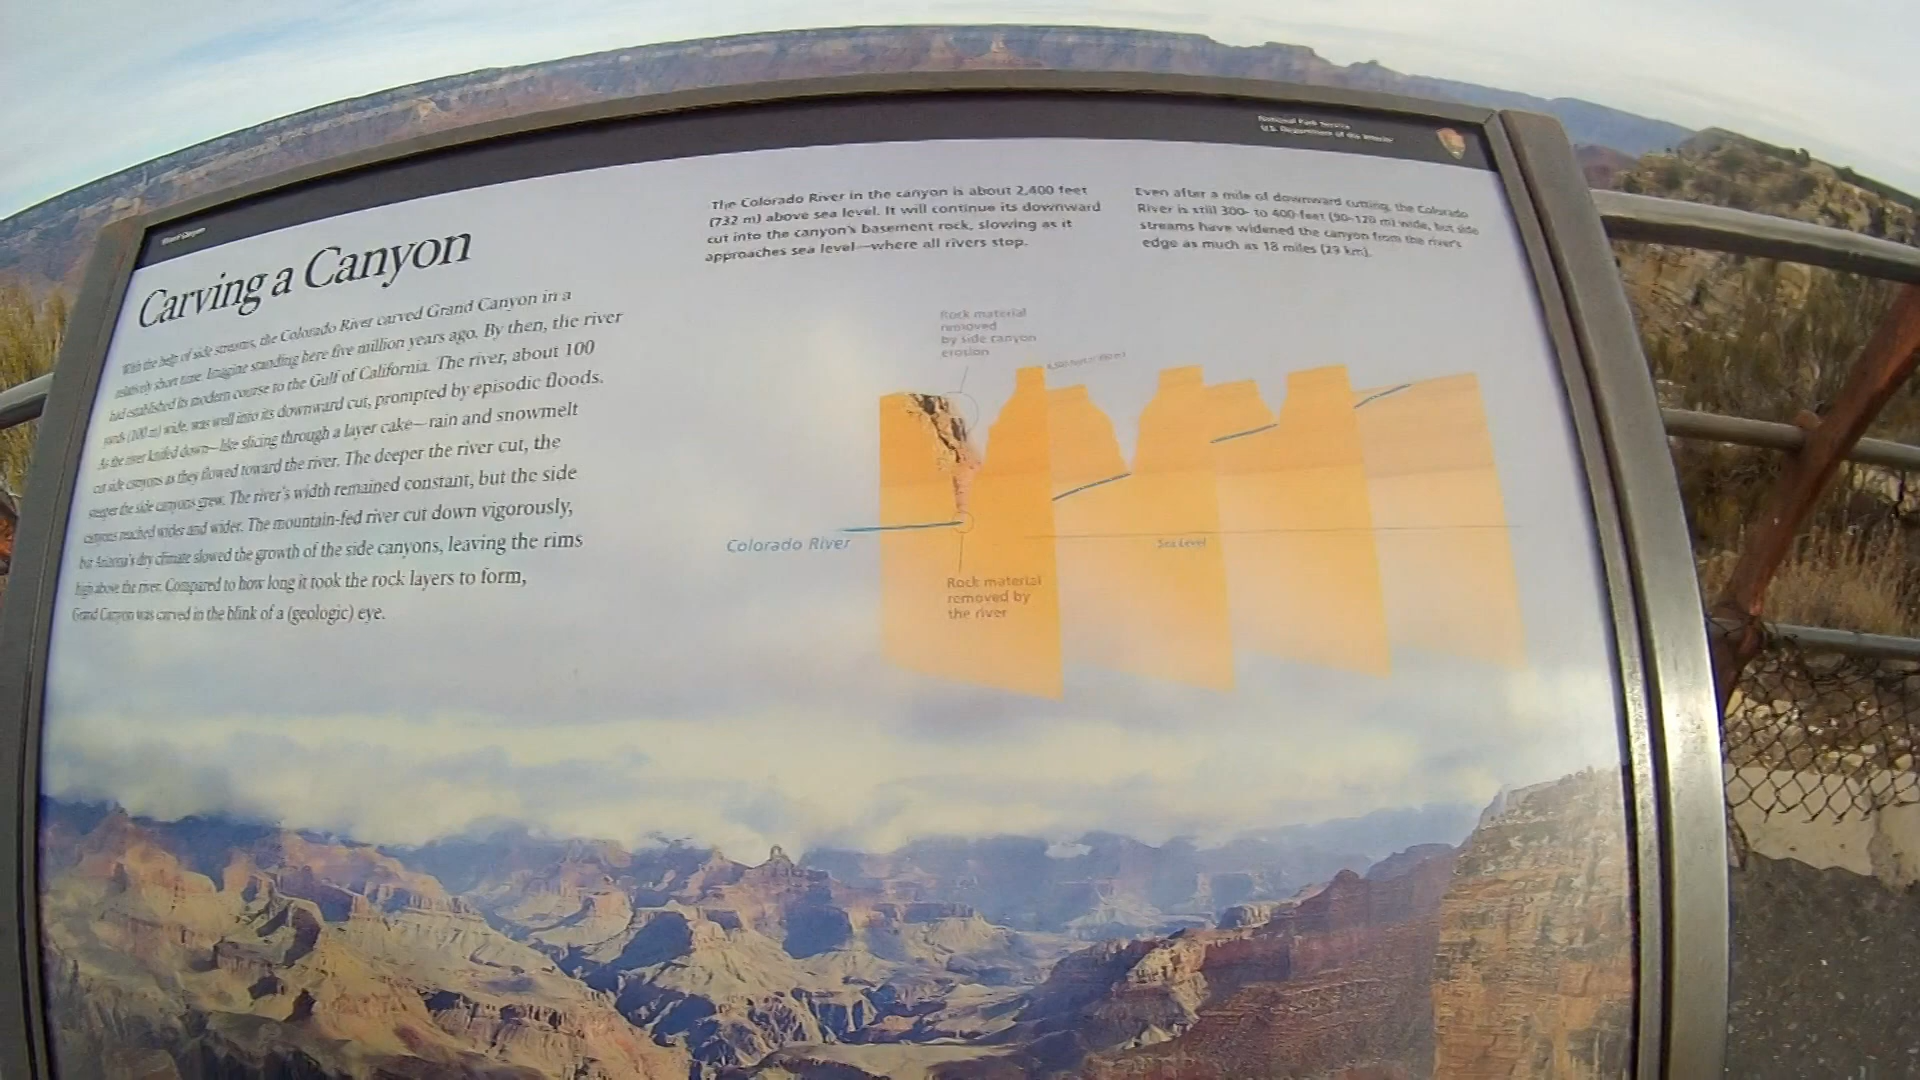 National Park Service
U.S. Department of the Interior
Grand Canyon
Carving a Canyon
With the help of side streams, the Colorado River carved Grand Canyon in a
relatively short time. Imagine standing here five million years ago. By then, the river
had established its modern course to the Gulf of California. The river, about 100
yards (100 m) wide, was well into its downward cut, prompted by episodic floods.
As the river knifed down—like slicing through a layer cake—rain and snowmelt
cut side canyons as they flowed toward the river. The deeper the river cut, the
steeper the side canyons grew. The river's width remained constant, but the side
canyons reached wider and wider. The mountain-fed river cut down vigorously,
but Arizona's dry climate slowed the growth of the side canyons, leaving the rims
high above the river. Compared to how long it took the rock layers to form,
Grand Canyon was carved in the blink of a (geologic) eye.
The Colorado River in the canyon is about 2,400 feet
(732 m) above sea level. It will continue its downward
cut into the canyon's basement rock, slowing as it
approaches sea level—where all rivers stop.
Even after a mile of downward cutting, the Colorado
River is still 300- to 400-feet (90-120 m) wide, but side
streams have widened the canyon from the river's
edge as much as 18 miles (29 km).
Rock material
removed
by side canyon
erosion
Colorado River
Sea Level
Rock material
removed by
the river